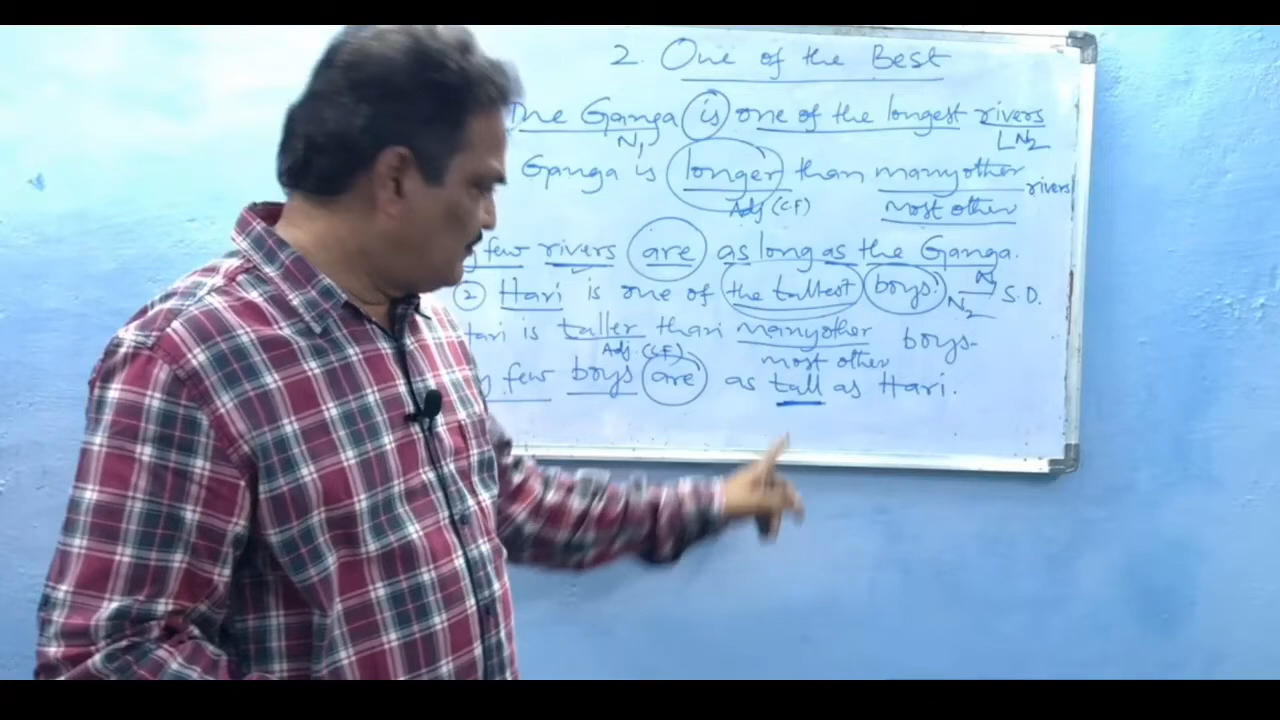 2. One of the Best
The Ganga is one of the longest rivers
N1 N2
Ganga is longer than many other rivers
Adj (C.F) most other
few rivers are as long as the Ganga.
② Hari is one of the tallest boys. S.D.
N2 N
Hari is taller than many other boys.
Adj. (C.F) most other
few boys are as tall as Hari.